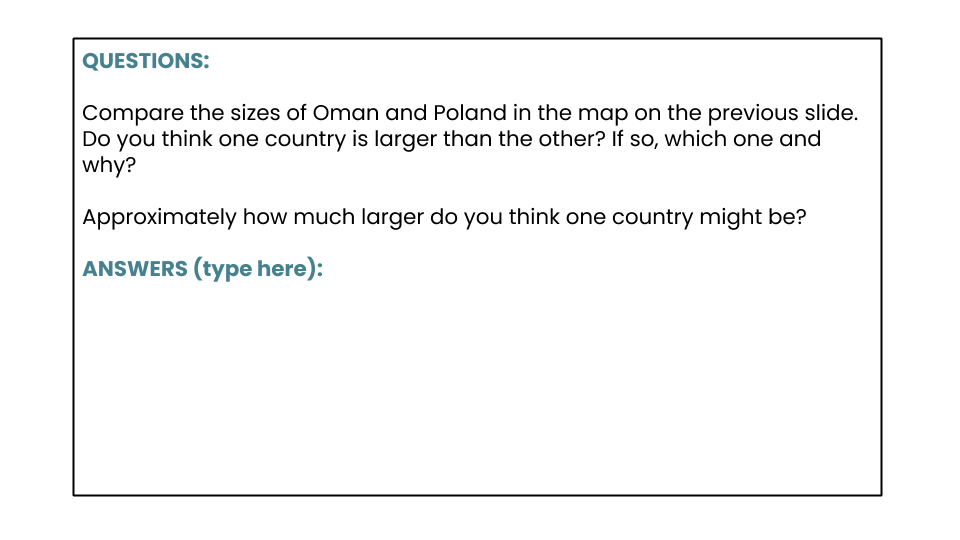 QUESTIONS:
Compare the sizes of Oman and Poland in the map on the previous slide.
Do you think one country is larger than the other? If so, which one and
why?
Approximately how much larger do you think one country might be?
ANSWERS (type here):